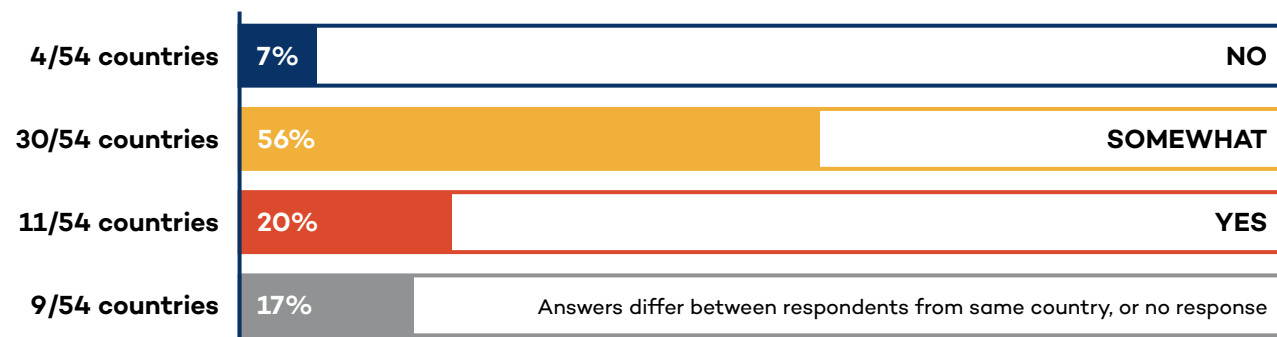 4/54 countries 7% NO
30/54 countries 56% SOMEWHAT
11/54 countries 20% YES
9/54 countries 17% Answers differ between respondents from same country, or no response